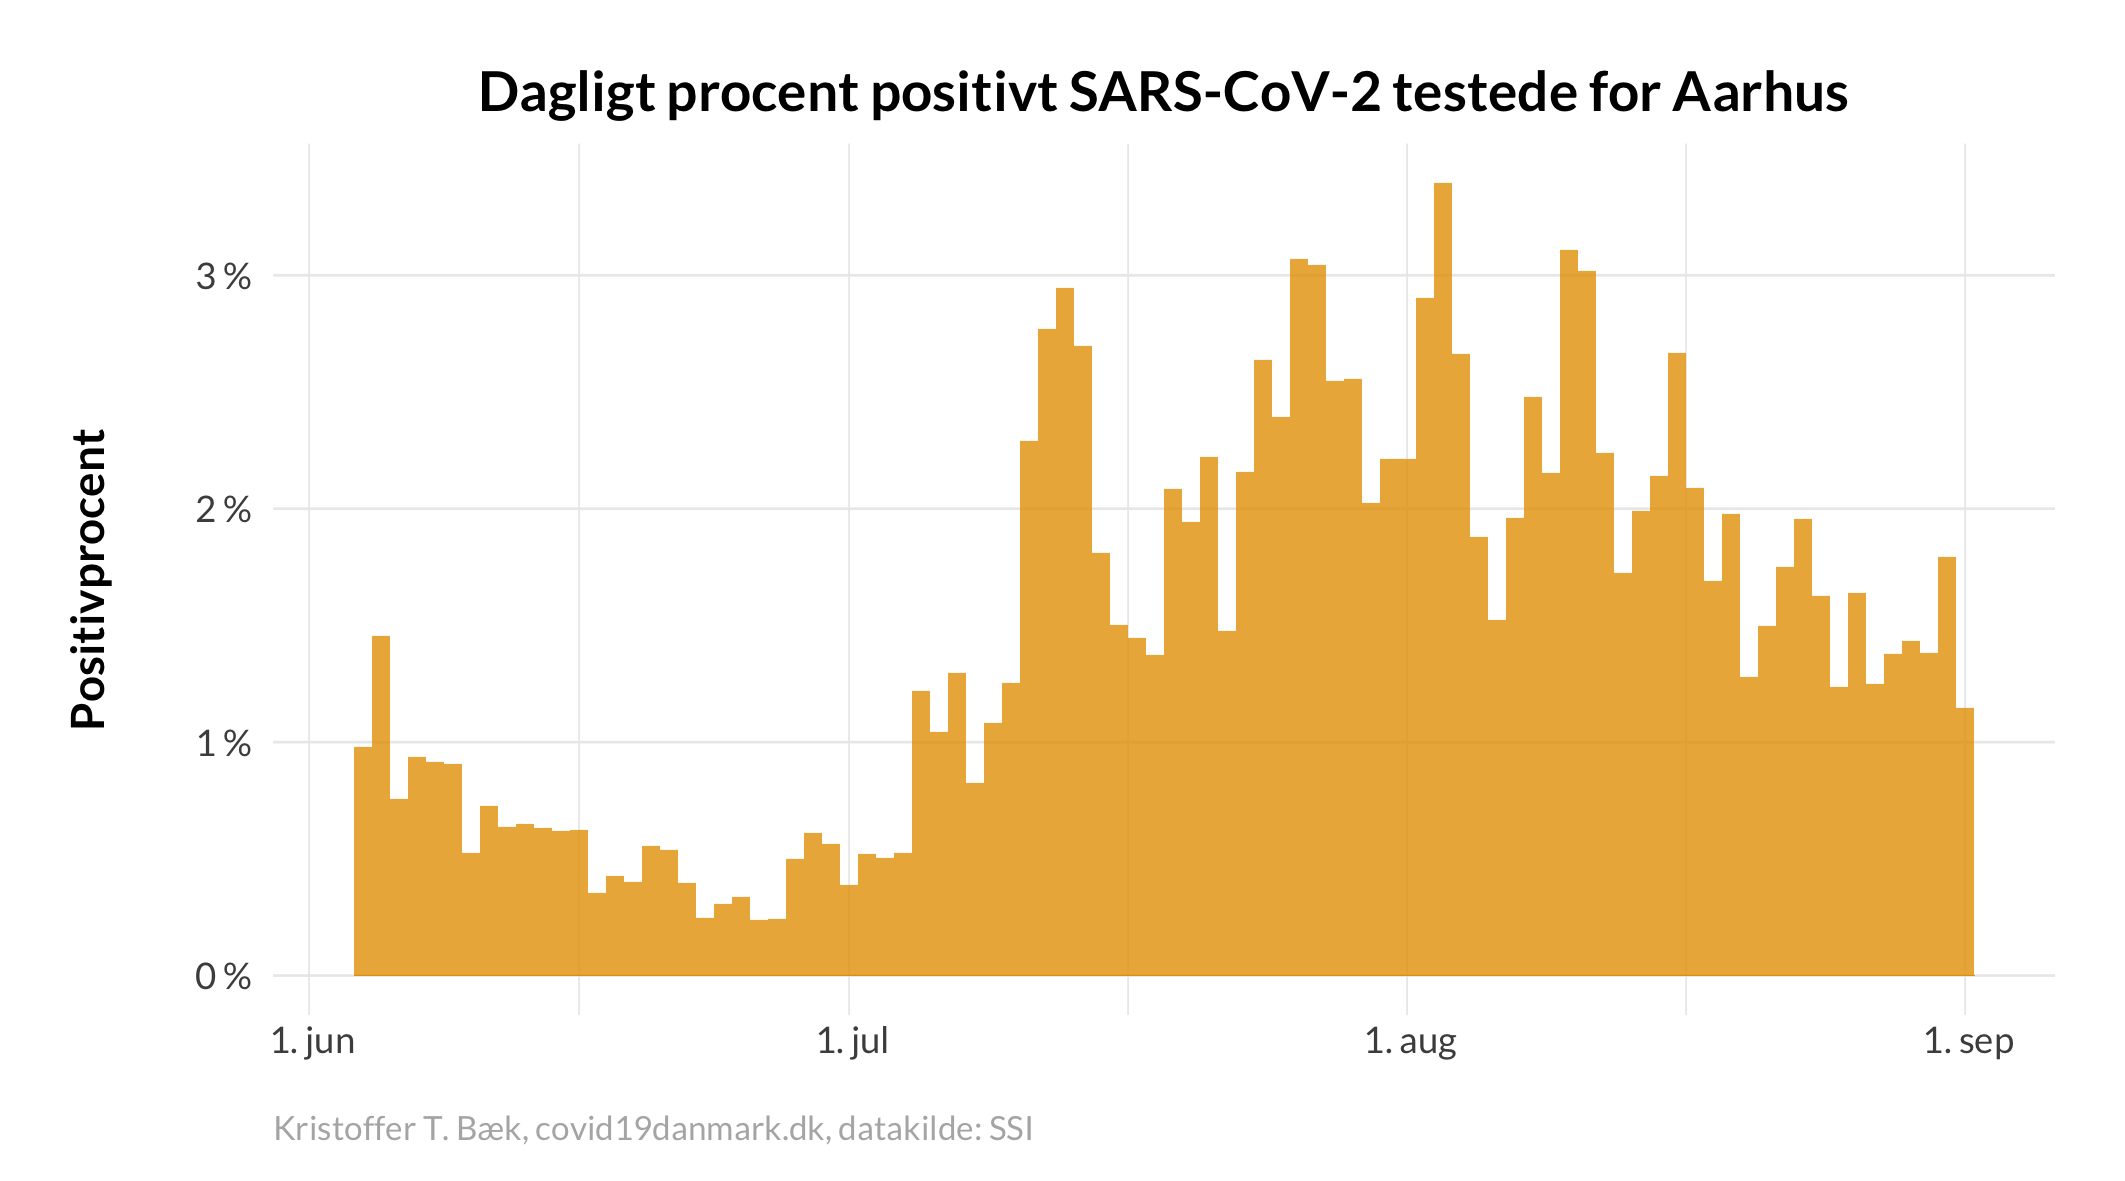 Dagligt procent positivt SARS-CoV-2 testede for Aarhus
Positivprocent
3 %
2 %
1 %
0 %
1. jun
1. jul
1. aug
1. sep
Kristoffer T. Bæk, covid19danmark.dk, datakilde: SSI